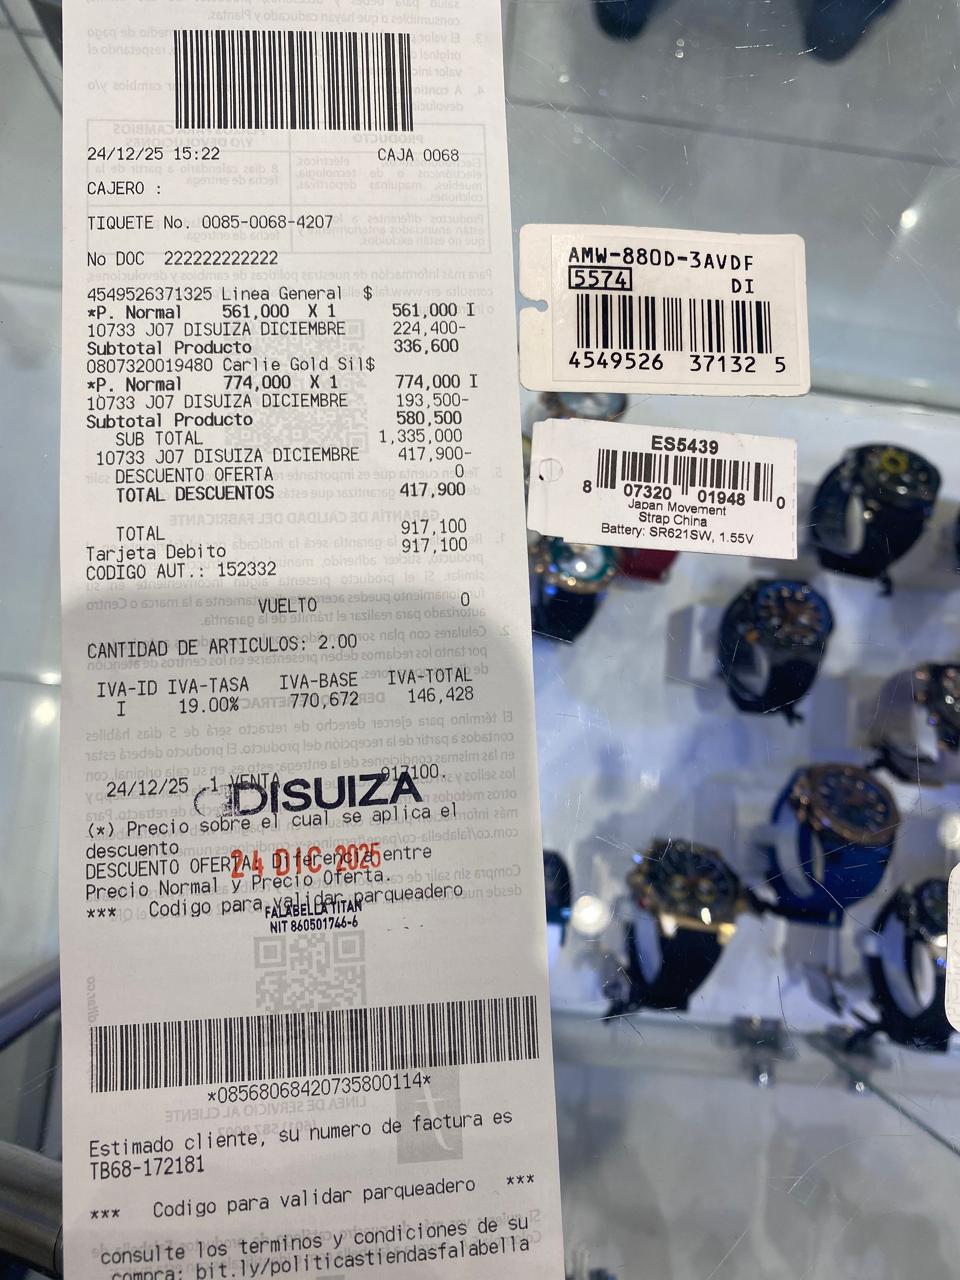 24/12/25 15:22 CAJA 0068
CAJERO :
TIQUETE No. 0085-0068-4207
No DOC 222222222222
4549526371325 Linea General $
*P. Normal 561,000 X 1 561,000 I
10733 J07 DISUIZA DICIEMBRE 224,400-
Subtotal Producto 336,600
0807320019480 Carlie Gold Sil$
*P. Normal 774,000 X 1 774,000 I
10733 J07 DISUIZA DICIEMBRE 193,500-
Subtotal Producto 580,500
SUB TOTAL 1,335,000
10733 J07 DISUIZA DICIEMBRE 417,900-
DESCUENTO OFERTA 0
TOTAL DESCUENTOS 417,900
TOTAL 917,100
Tarjeta Debito 917,100
CODIGO AUT.: 152332
VUELTO 0
CANTIDAD DE ARTICULOS: 2.00
IVA-ID IVA-TASA IVA-BASE IVA-TOTAL
I 19.00% 770,672 146,428
24/12/25 1 VENTA 917100.
DISUIZA
(*) Precio sobre el cual se aplica el
descuento
DESCUENTO OFERTA Diferencia entre
24 DIC 2025
Precio Normal y Precio Oferta.
*** Codigo para validar parqueadero
FALABELLA TITAN
NIT 860501746-6
*08568068420735800114*
Estimado cliente, su numero de factura es
TB68-172181
*** Codigo para validar parqueadero ***
consulte los terminos y condiciones de su
compra: bit.ly/politicastiendasfalabella
AMW-880D-3AVDF
5574 DI
4549526 37132 5
ES5439
8 07320 01948 0
Japan Movement
Strap China
Battery: SR621SW, 1.55V